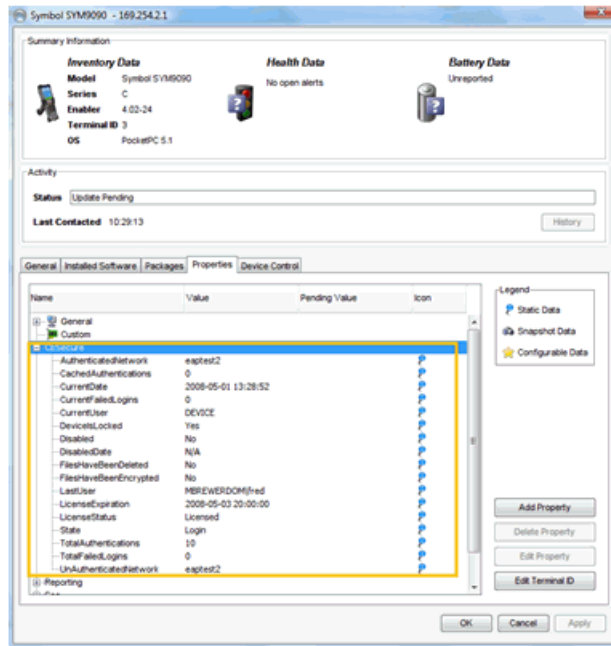 Symbol SYM9090 - 169.254.2.1
Summary Information
Inventory Data Health Data Battery Data
Model Symbol SYM9090 No open alerts Unreported
Series C
Enabler 4.02-24
Terminal ID 3
OS PocketPC 5.1
Activity
Status Update Pending
Last Contacted 10:29:13 History
General Installed Software Packages Properties Device Control
Name Value Pending Value Icon
General
Custom
AuthenticatedNetwork eaptest2
CachedAuthentications 0
CurrentDate 2008-05-01 13:28:52
CurrentFailedLogins 0
CurrentUser DEVICE
DeviceIsLocked Yes
Disabled No
DisabledDate N/A
FilesHaveBeenDeleted No
FilesHaveBeenEncrypted No
LastUser MBREWERDOM\fred
LicenseExpiration 2008-05-03 20:00:00
LicenseStatus Licensed
State Login
TotalAuthentications 10
TotalFailedLogins 0
UnAuthenticatedNetwork eaptest2
Reporting
Legend
Static Data
Snapshot Data
Configurable Data
Add Property
Delete Property
Edit Property
Edit Terminal ID
OK Cancel Apply